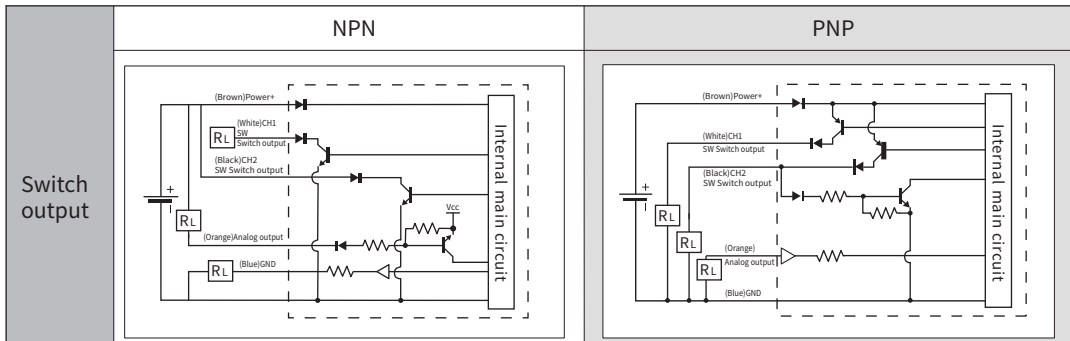 NPN
PNP
Switch
output
(Brown)Power+
(White)CH1
SW
Switch output
RL
(Black)CH2
SW Switch output
+
−
RL
Vcc
(Orange)Analog output
RL
(Blue)GND
Internal main circuit
(Brown)Power+
(White)CH1
SW Switch output
(Black)CH2
SW Switch output
+
−
RL
RL
(Orange)
Analog output
RL
(Blue)GND
Internal main circuit